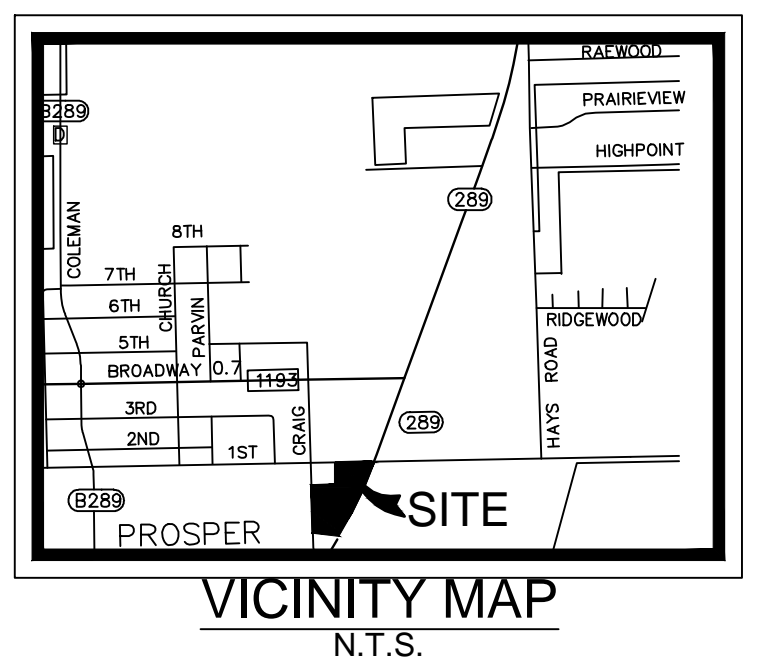 RAEWOOD
PRAIRIEVIEW
B289
D
HIGHPOINT
289
COLEMAN
8TH
7TH
CHURCH
6TH
PARVIN
5TH
RIDGEWOOD
BROADWAY
0.7
1193
HAYS ROAD
3RD
CRAIG
289
2ND
1ST
B289
SITE
PROSPER
VICINITY MAP
N.T.S.